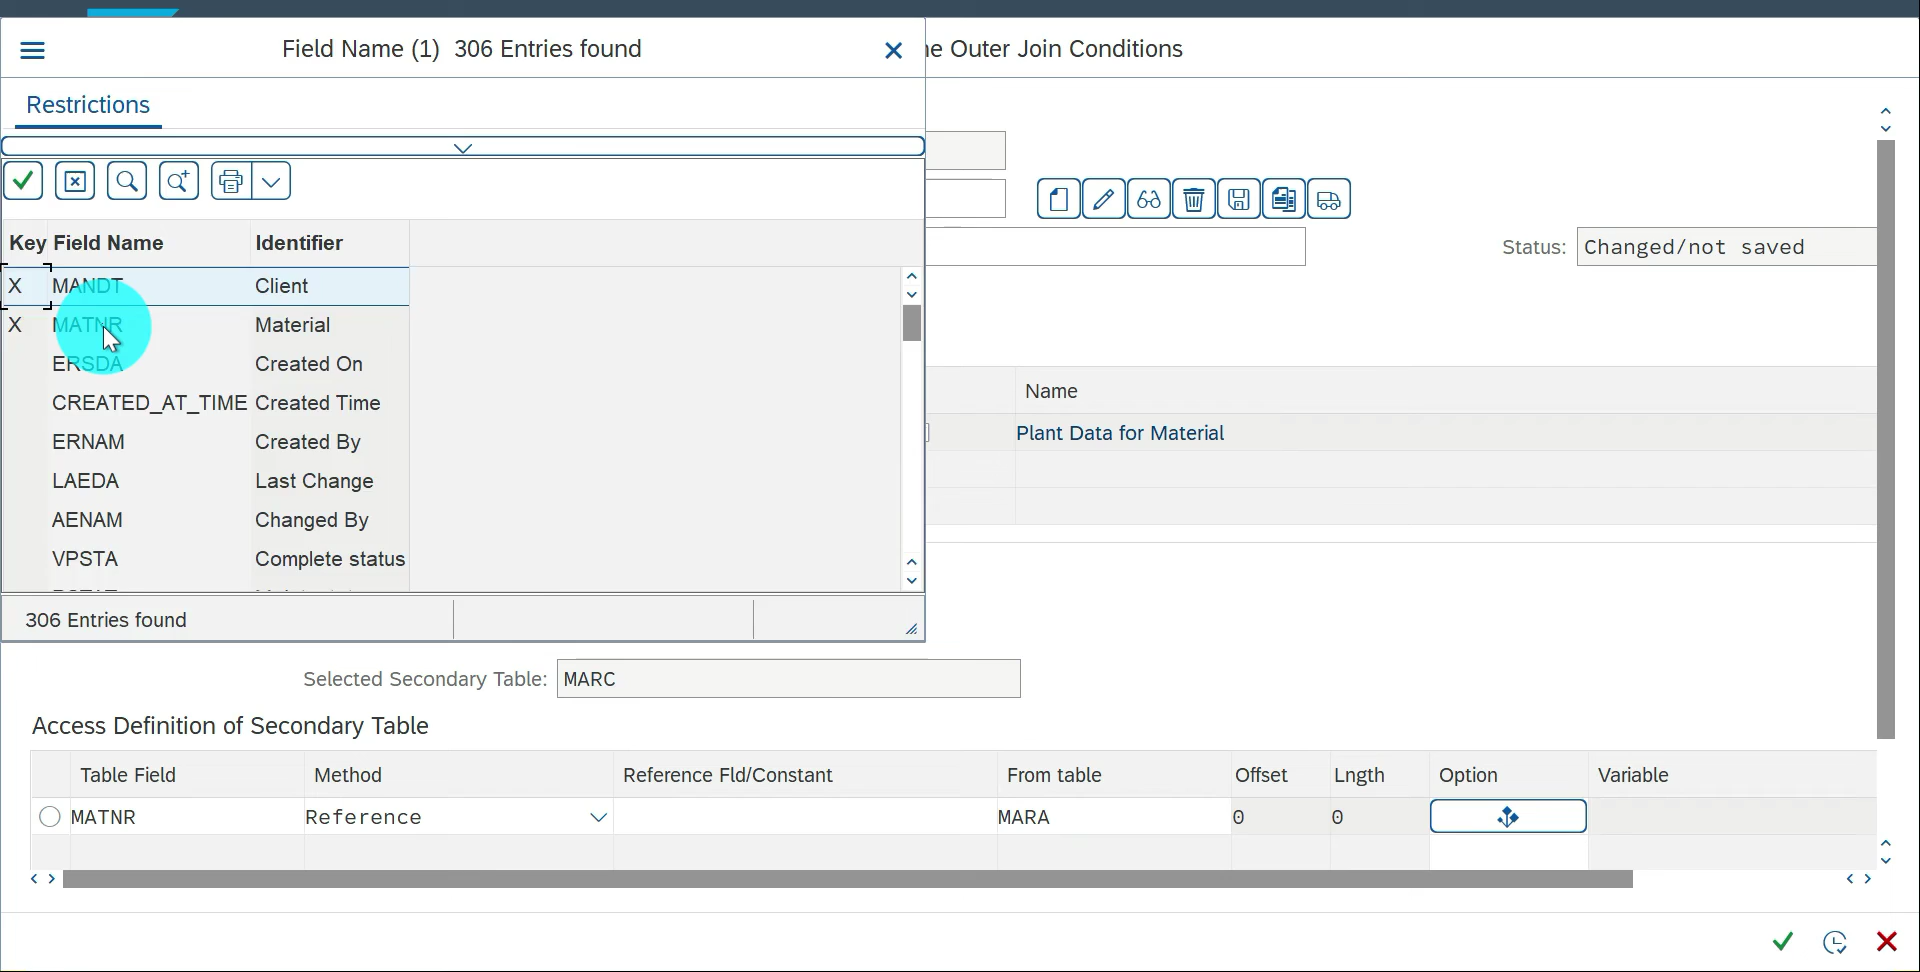 Field Name (1) 306 Entries found
ne Outer Join Conditions
Restrictions
Key Field Name Identifier
X MANDT Client
X MATNR Material
ERSDA Created On
CREATED_AT_TIME Created Time
ERNAM Created By
LAEDA Last Change
AENAM Changed By
VPSTA Complete status
306 Entries found
Status: Changed/not saved
Name
Plant Data for Material
Selected Secondary Table: MARC
Access Definition of Secondary Table
Table Field Method Reference Fld/Constant From table Offset Lngth Option Variable
MATNR Reference MARA 0 0